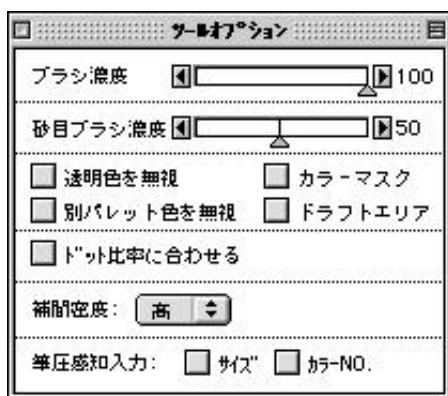 ツールオプション
ブラシ濃度 100
砂目ブラシ濃度 50
透明色を無視 カラーマスク
別パレット色を無視 ドラフトエリア
ドット比率に合わせる
補間密度: 高
筆圧感知入力: サイズ カラーNO.